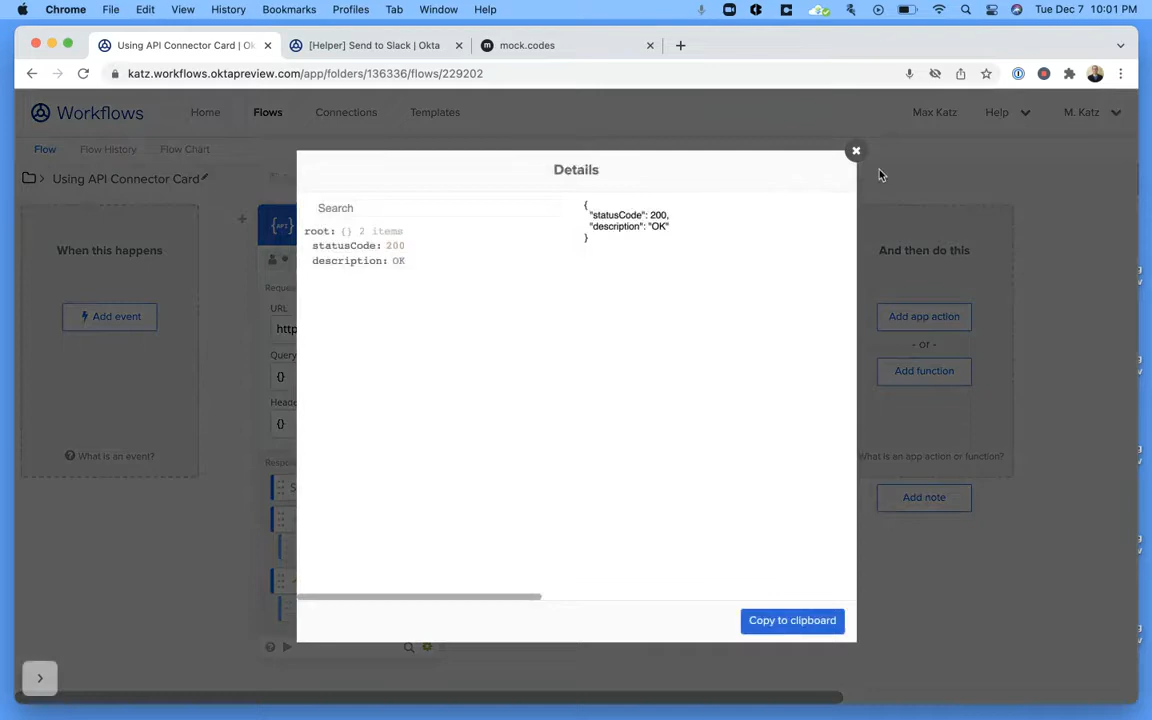 Chrome File Edit View History Bookmarks Profiles Tab Window Help Tue Dec 7 10:01 PM
Using API Connector Card | Ok [Helper] Send to Slack | Okta mock.codes
katz.workflows.oktapreview.com/app/folders/136336/flows/229202
Workflows Home Flows Connections Templates Max Katz Help M. Katz
Flow Flow History Flow Chart
Using API Connector Card
Details
Search
root: {} 2 items
statusCode: 200
description: OK
{
"statusCode": 200,
"description": "OK"
}
Copy to clipboard
When this happens
Add event
What is an event?
{API}
Reque
URL
http
Query
{}
Heade
{}
Respon
S
And then do this
Add app action
- or -
Add function
What is an app action or function?
Add note